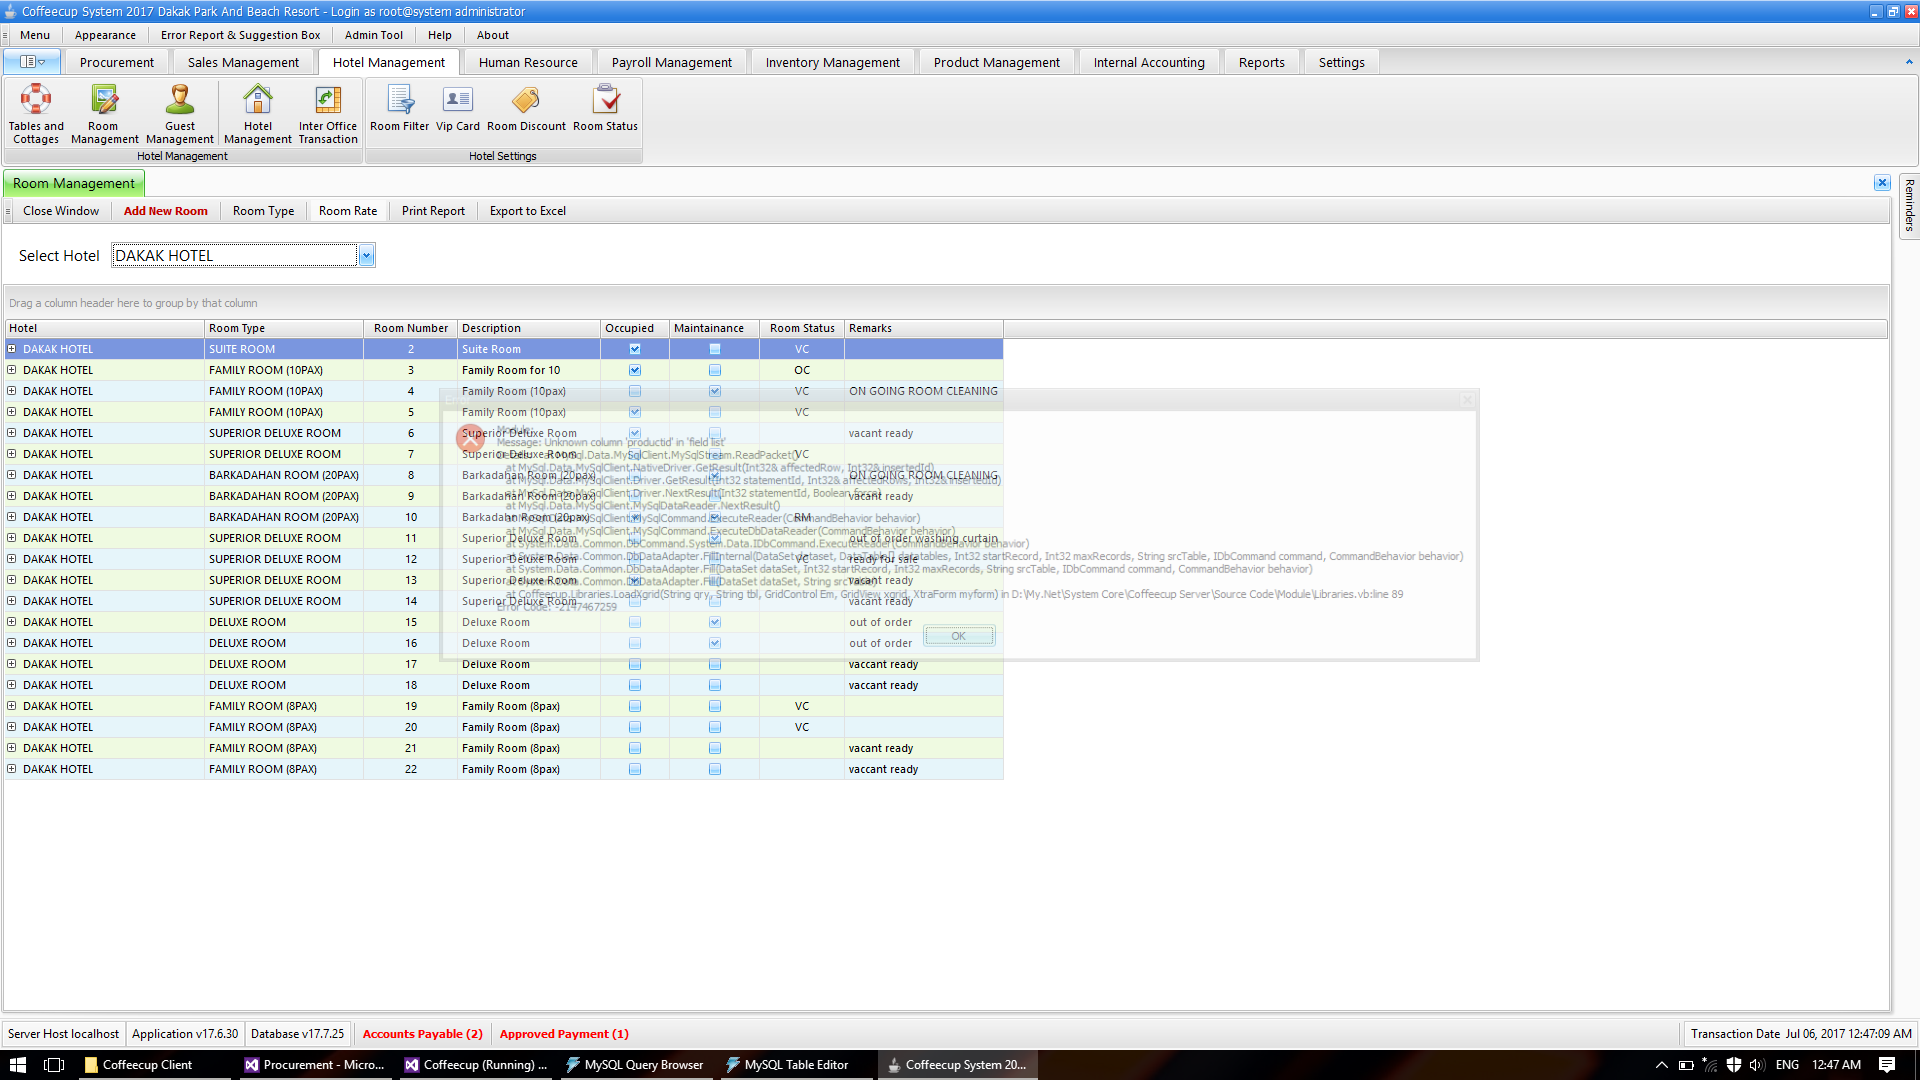 Coffeecup System 2017 Dakak Park And Beach Resort - Login as root@system administrator
Menu Appearance Error Report & Suggestion Box Admin Tool Help About
Procurement Sales Management Hotel Management Human Resource Payroll Management Inventory Management Product Management Internal Accounting Reports Settings
Tables and Cottages Room Management Guest Management Hotel Management Inter Office Transaction Room Filter Vip Card Room Discount Room Status
Hotel Management Hotel Settings
Room Management
Reminders
Close Window Add New Room Room Type Room Rate Print Report Export to Excel
Select Hotel DAKAK HOTEL
Drag a column header here to group by that column
Hotel Room Type Room Number Description Occupied Maintainance Room Status Remarks
DAKAK HOTEL SUITE ROOM 2 Suite Room VC
DAKAK HOTEL FAMILY ROOM (10PAX) 3 Family Room for 10 OC
DAKAK HOTEL FAMILY ROOM (10PAX) 4 Family Room (10pax) VC ON GOING ROOM CLEANING
DAKAK HOTEL FAMILY ROOM (10PAX) 5 Family Room (10pax) VC
DAKAK HOTEL SUPERIOR DELUXE ROOM 6 Superior Deluxe Room vacant ready
DAKAK HOTEL SUPERIOR DELUXE ROOM 7 Superior Deluxe Room VC
DAKAK HOTEL BARKADAHAN ROOM (20PAX) 8 Barkadahan Room (20pax) ON GOING ROOM CLEANING
DAKAK HOTEL BARKADAHAN ROOM (20PAX) 9 Barkadahan Room (20pax) vacant ready
DAKAK HOTEL BARKADAHAN ROOM (20PAX) 10 Barkadahn Room (20pax) RM
DAKAK HOTEL SUPERIOR DELUXE ROOM 11 Superior Deluxe Room out of order washing curtain
DAKAK HOTEL SUPERIOR DELUXE ROOM 12 Superior Deluxe Room VC ready for sale
DAKAK HOTEL SUPERIOR DELUXE ROOM 13 Superior Deluxe Room vacant ready
DAKAK HOTEL SUPERIOR DELUXE ROOM 14 Superior Deluxe Room vacant ready
DAKAK HOTEL DELUXE ROOM 15 Deluxe Room out of order
DAKAK HOTEL DELUXE ROOM 16 Deluxe Room out of order
DAKAK HOTEL DELUXE ROOM 17 Deluxe Room vaccant ready
DAKAK HOTEL DELUXE ROOM 18 Deluxe Room vaccant ready
DAKAK HOTEL FAMILY ROOM (8PAX) 19 Family Room (8pax) VC
DAKAK HOTEL FAMILY ROOM (8PAX) 20 Family Room (8pax) VC
DAKAK HOTEL FAMILY ROOM (8PAX) 21 Family Room (8pax) vacant ready
DAKAK HOTEL FAMILY ROOM (8PAX) 22 Family Room (8pax) vaccant ready
Module:
Message: Unknown column 'productid' in 'field list'
Details: at MySql.Data.MySqlClient.MySqlStream.ReadPacket()
at MySql.Data.MySqlClient.NativeDriver.GetResult(Int32& affectedRow, Int32& insertedId)
at MySql.Data.MySqlClient.Driver.GetResult(Int32 statementId, Int32& affectedRows, Int32& insertedId)
at MySql.Data.MySqlClient.Driver.NextResult(Int32 statementId, Boolean force)
at MySql.Data.MySqlClient.MySqlDataReader.NextResult()
at MySql.Data.MySqlClient.MySqlCommand.ExecuteReader(CommandBehavior behavior)
at MySql.Data.MySqlClient.MySqlCommand.ExecuteDbDataReader(CommandBehavior behavior)
at System.Data.Common.DbCommand.System.Data.IDbCommand.ExecuteReader(CommandBehavior behavior)
at System.Data.Common.DbDataAdapter.FillInternal(DataSet dataset, DataTable[] datatables, Int32 startRecord, Int32 maxRecords, String srcTable, IDbCommand command, CommandBehavior behavior)
at System.Data.Common.DbDataAdapter.Fill(DataSet dataSet, Int32 startRecord, Int32 maxRecords, String srcTable, IDbCommand command, CommandBehavior behavior)
at System.Data.Common.DbDataAdapter.Fill(DataSet dataSet, String srcTable)
at Coffeecup.Libraries.LoadXgrid(String qry, String tbl, GridControl Em, GridView xgrid, XtraForm myform) in D:\My.Net\System Core\Coffeecup Server\Source Code\Module\Libraries.vb:line 89
Error Code: -2147467259
OK
Server Host localhost Application v17.6.30 Database v17.7.25 Accounts Payable (2) Approved Payment (1) Transaction Date Jul 06, 2017 12:47:09 AM
Coffeecup Client Procurement - Micro... Coffeecup (Running) ... MySQL Query Browser MySQL Table Editor Coffeecup System 20... ENG 12:47 AM